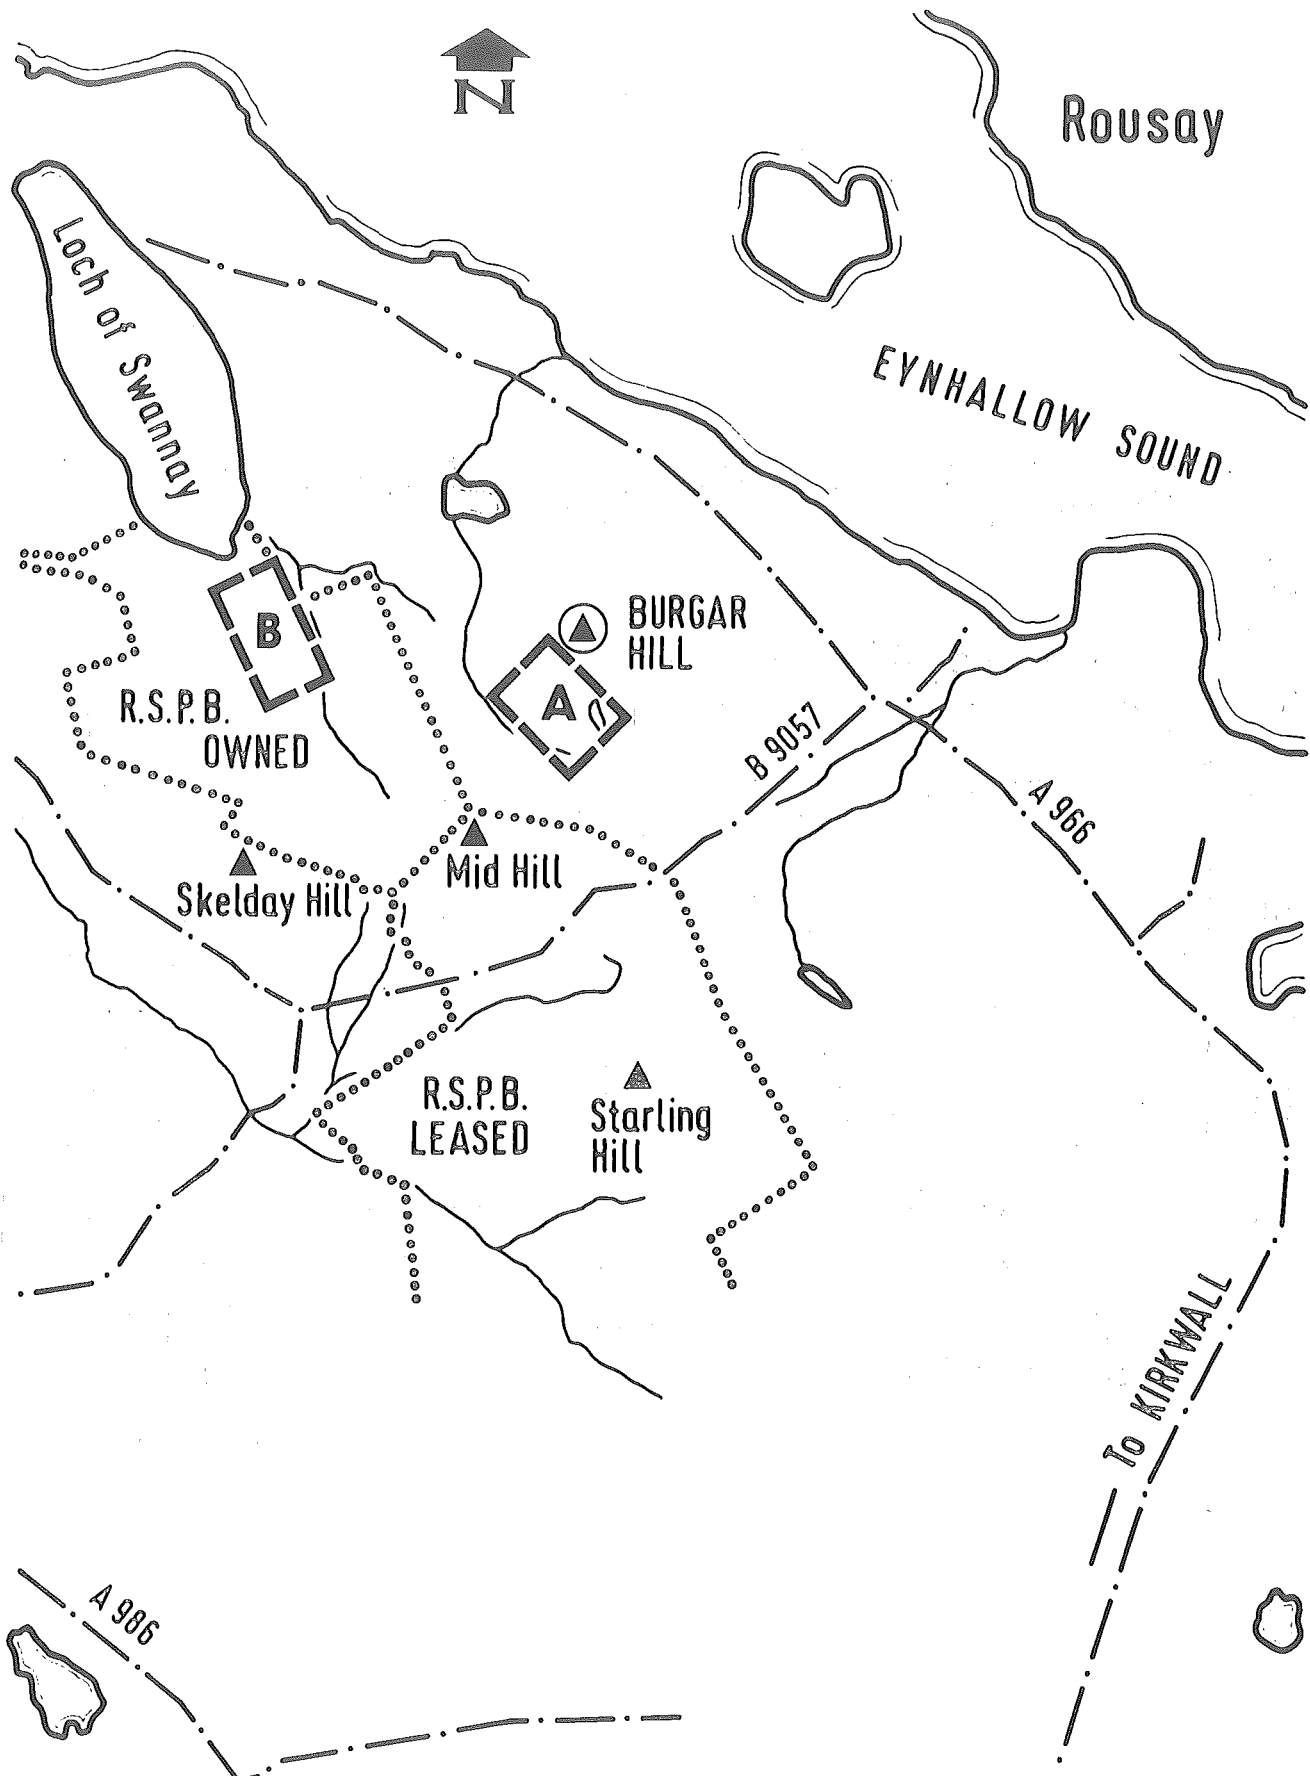 N
Rousay
Loch of Swannay
EYNHALLOW SOUND
BURGAR
HILL
B
A
R.S.P.B.
OWNED
B 9057
A 966
Mid Hill
Skelday Hill
R.S.P.B.
LEASED
Starling
Hill
To KIRKWALL
A 986